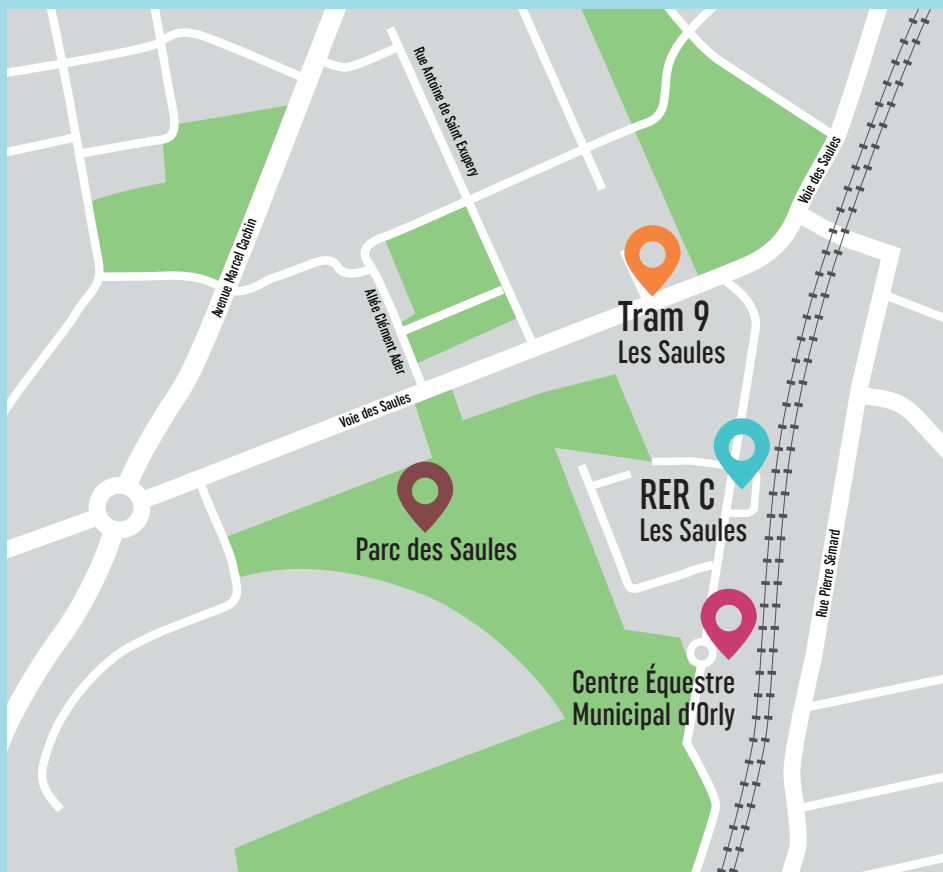 Rue Antoine de Saint Exupery
Voie des Saules
Avenue Marcel Cachin
Allée Clément Ader
Tram 9
Les Saules
Voie des Saules
RER C
Les Saules
Parc des Saules
Rue Pierre Sémard
Centre Équestre
Municipal d'Orly